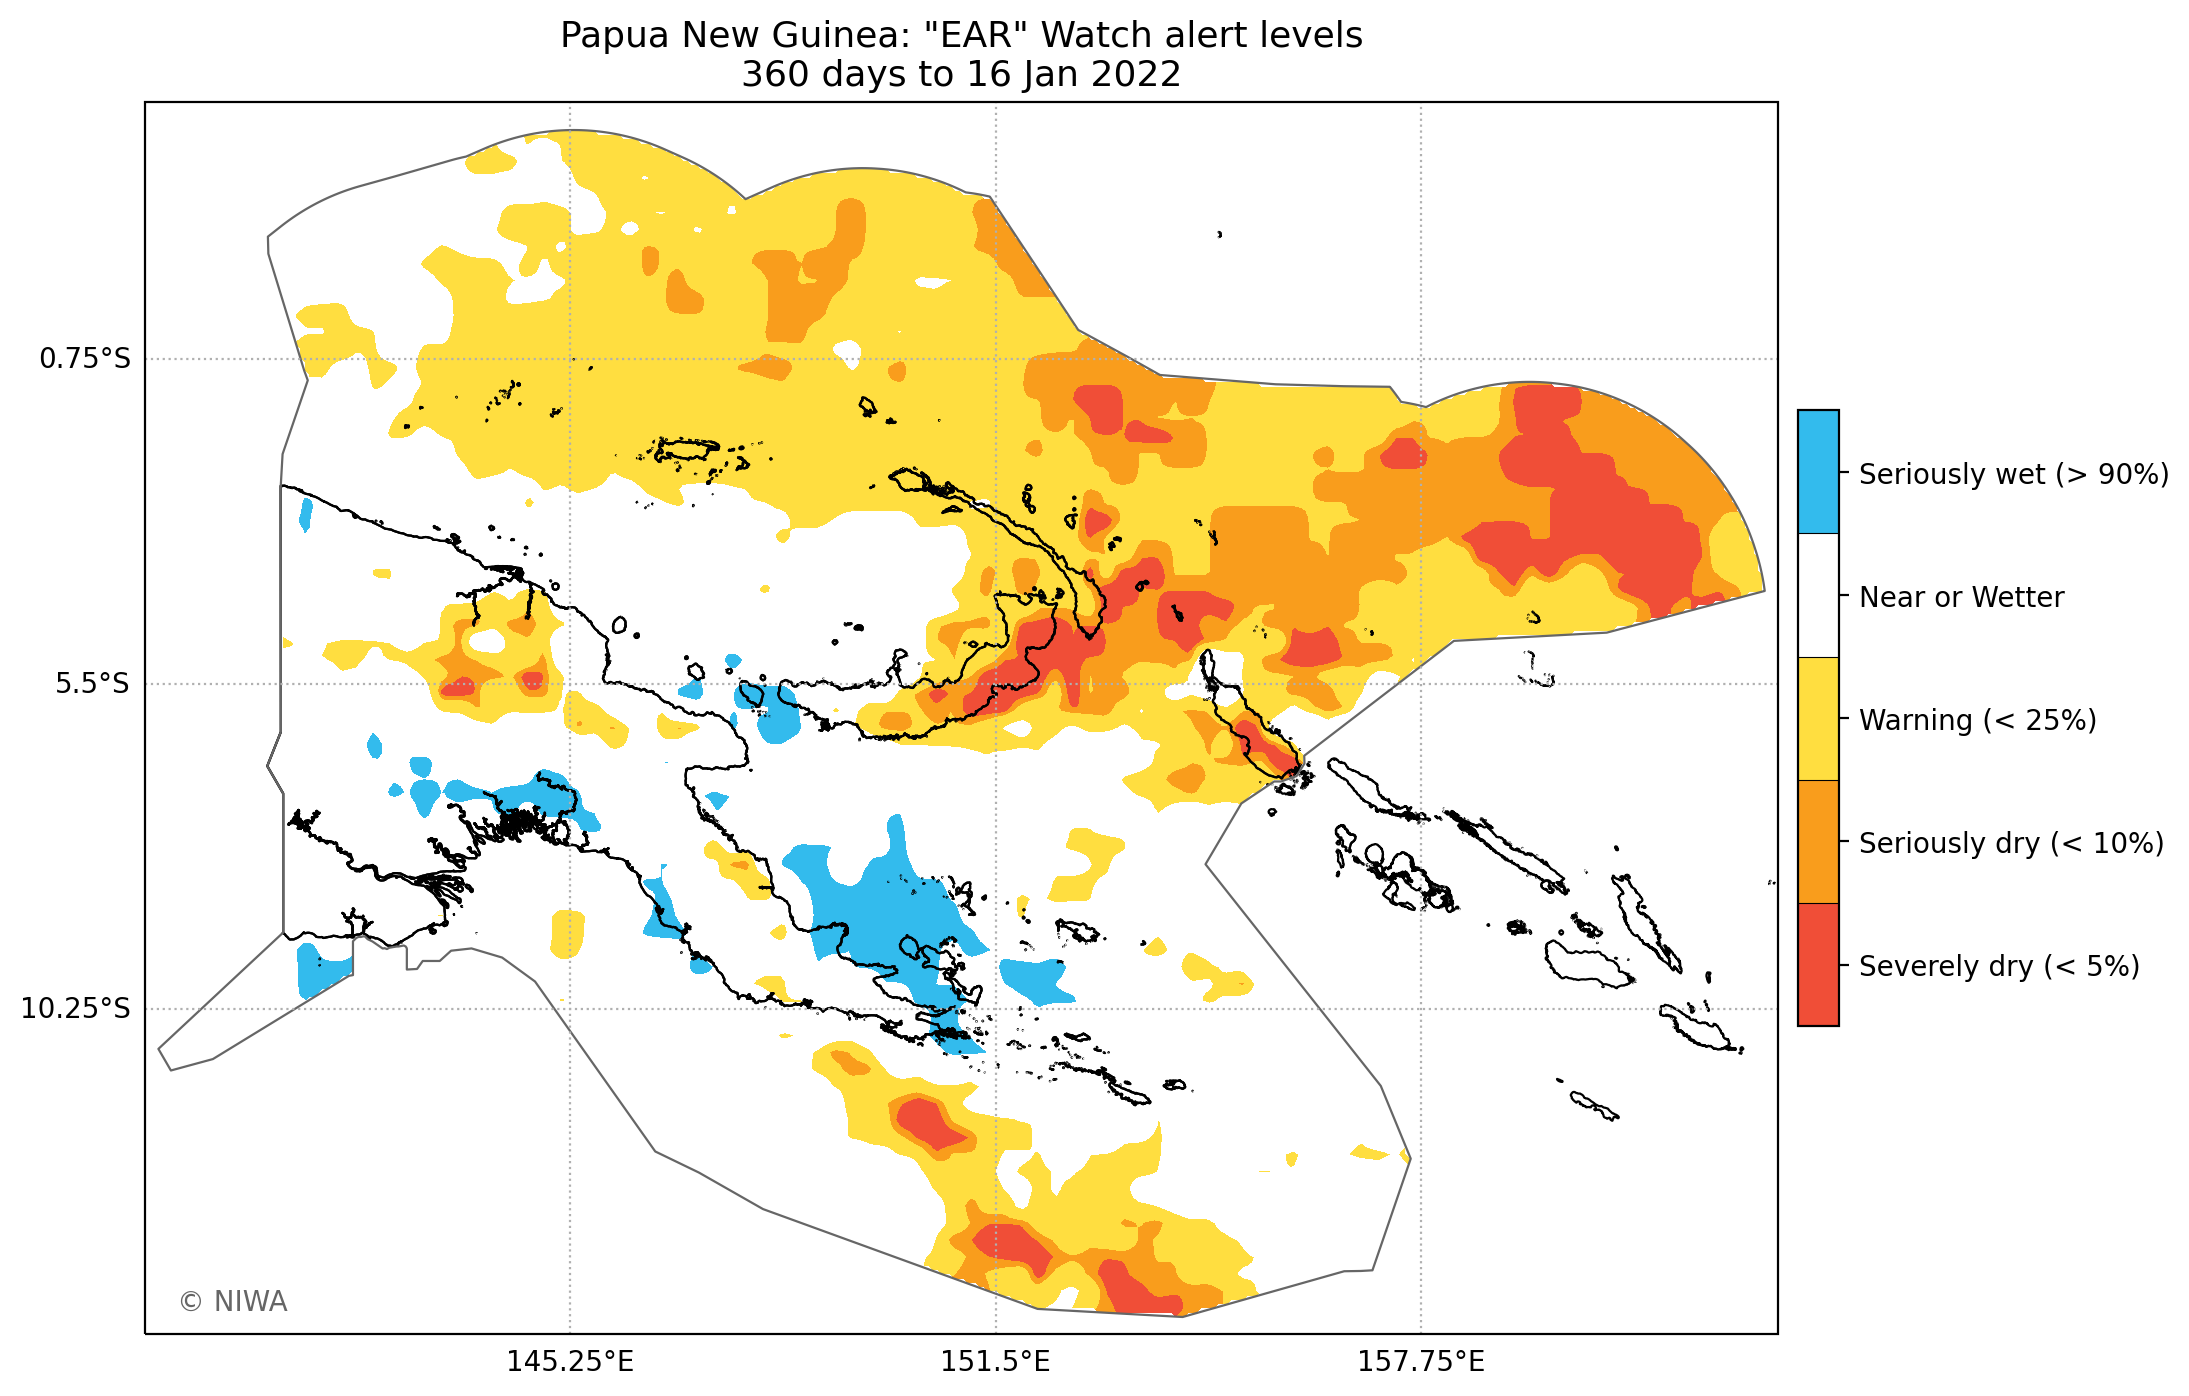 Papua New Guinea: "EAR" Watch alert levels
360 days to 16 Jan 2022
0.75°S
5.5°S
10.25°S
145.25°E
151.5°E
157.75°E
Seriously wet (> 90%)
Near or Wetter
Warning (< 25%)
Seriously dry (< 10%)
Severely dry (< 5%)
© NIWA